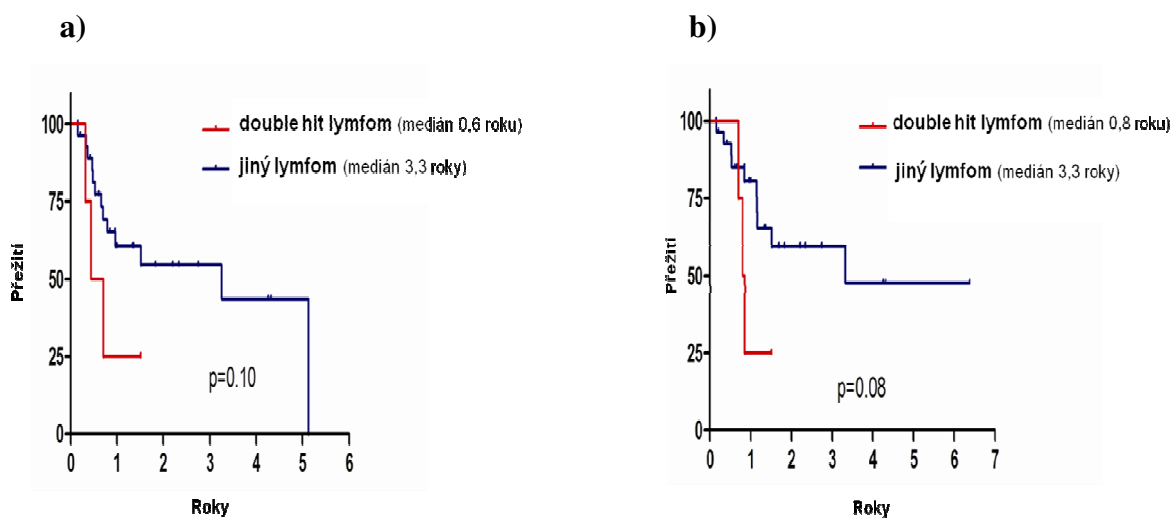 a)
100
75
50
25
0
Přežití
double hit lymfom (medián 0,6 roku)
jiný lymfom (medián 3,3 roky)
p=0.10
0 1 2 3 4 5 6
Roky
b)
100
75
50
25
0
Přežití
double hit lymfom (medián 0,8 roku)
jiný lymfom (medián 3,3 roky)
p=0.08
0 1 2 3 4 5 6 7
Roky